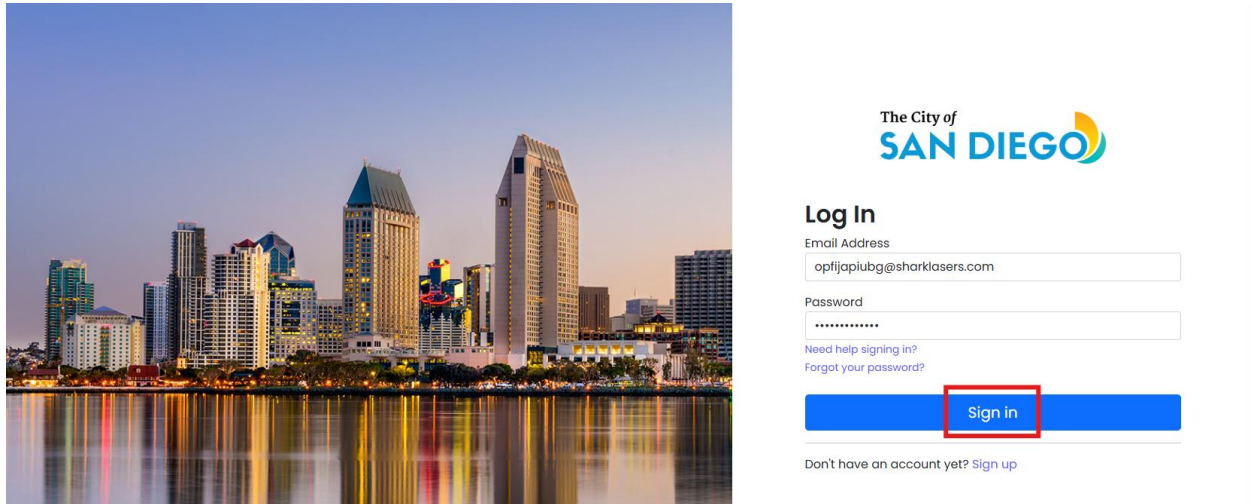 The City of
SAN DIEGO
Log In
Email Address
opfijapiubg@sharklasers.com
Password
•••••••••••••
Need help signing in?
Forgot your password?
Sign in
Don't have an account yet? Sign up